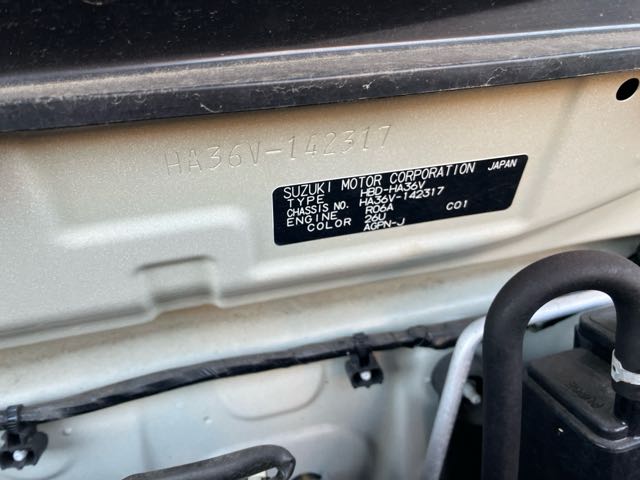 HA36V-142317
SUZUKI MOTOR CORPORATION JAPAN
TYPE HBD-HA36V
CHASSIS NO. HA36V-142317
ENGINE R06A C01
COLOR 26U
AGPN-J